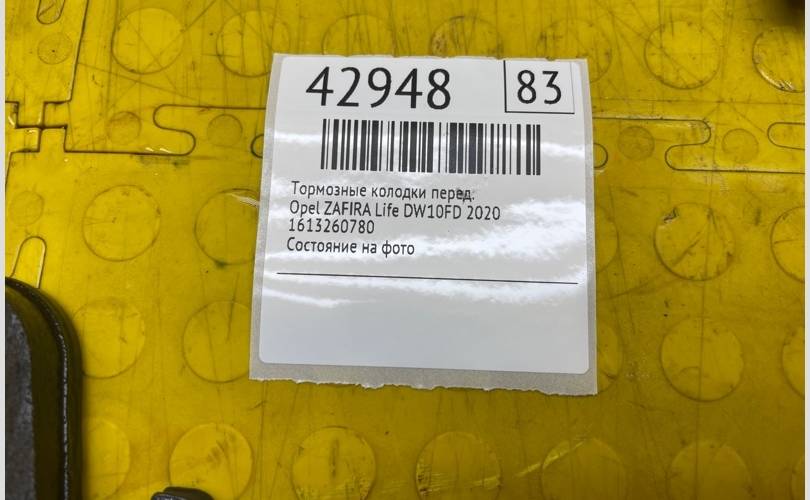 42948 83
Тормозные колодки перед.
Opel ZAFIRA Life DW10FD 2020
1613260780
Состояние на фото